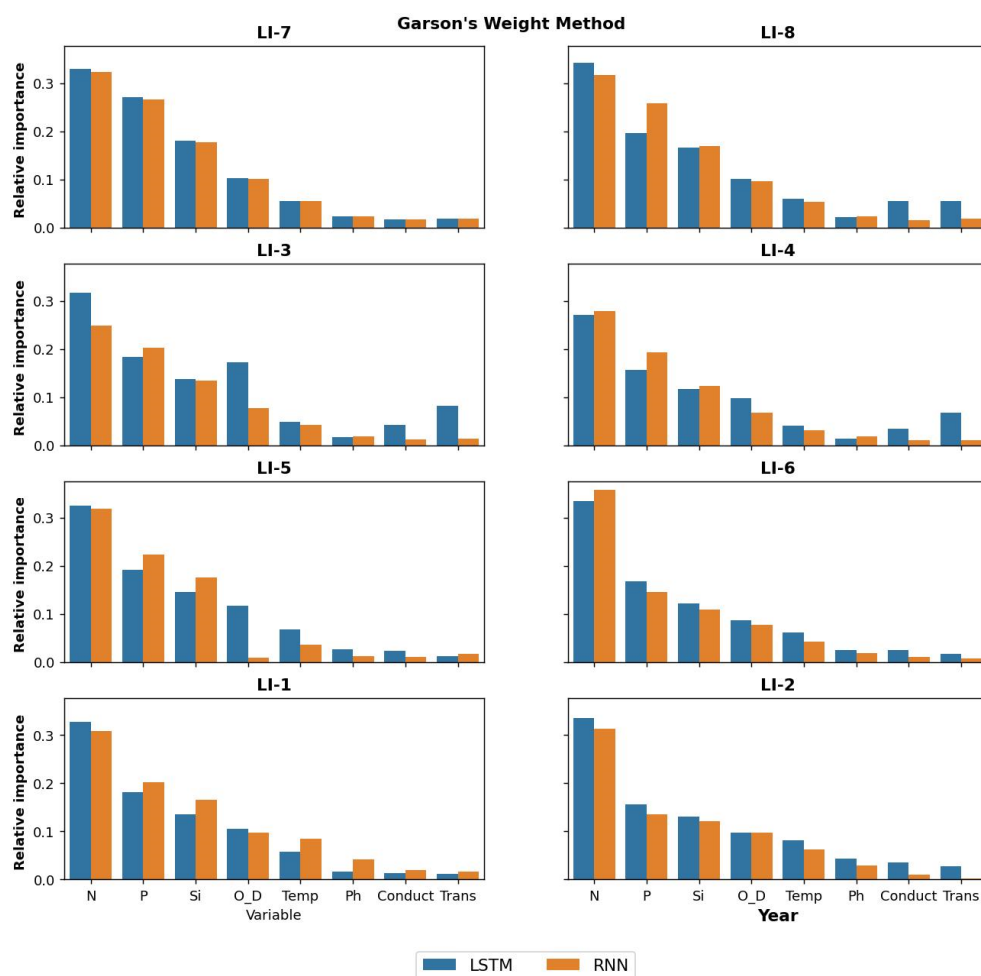 Garson's Weight Method
LI-7
LI-8
Relative importance
0.3
0.2
0.1
0.0
LI-3
LI-4
Relative importance
0.3
0.2
0.1
0.0
LI-5
LI-6
Relative importance
0.3
0.2
0.1
0.0
LI-1
LI-2
Relative importance
0.3
0.2
0.1
0.0
N P Si O_D Temp Ph Conduct Trans
Variable
N P Si O_D Temp Ph Conduct Trans
Year
LSTM RNN